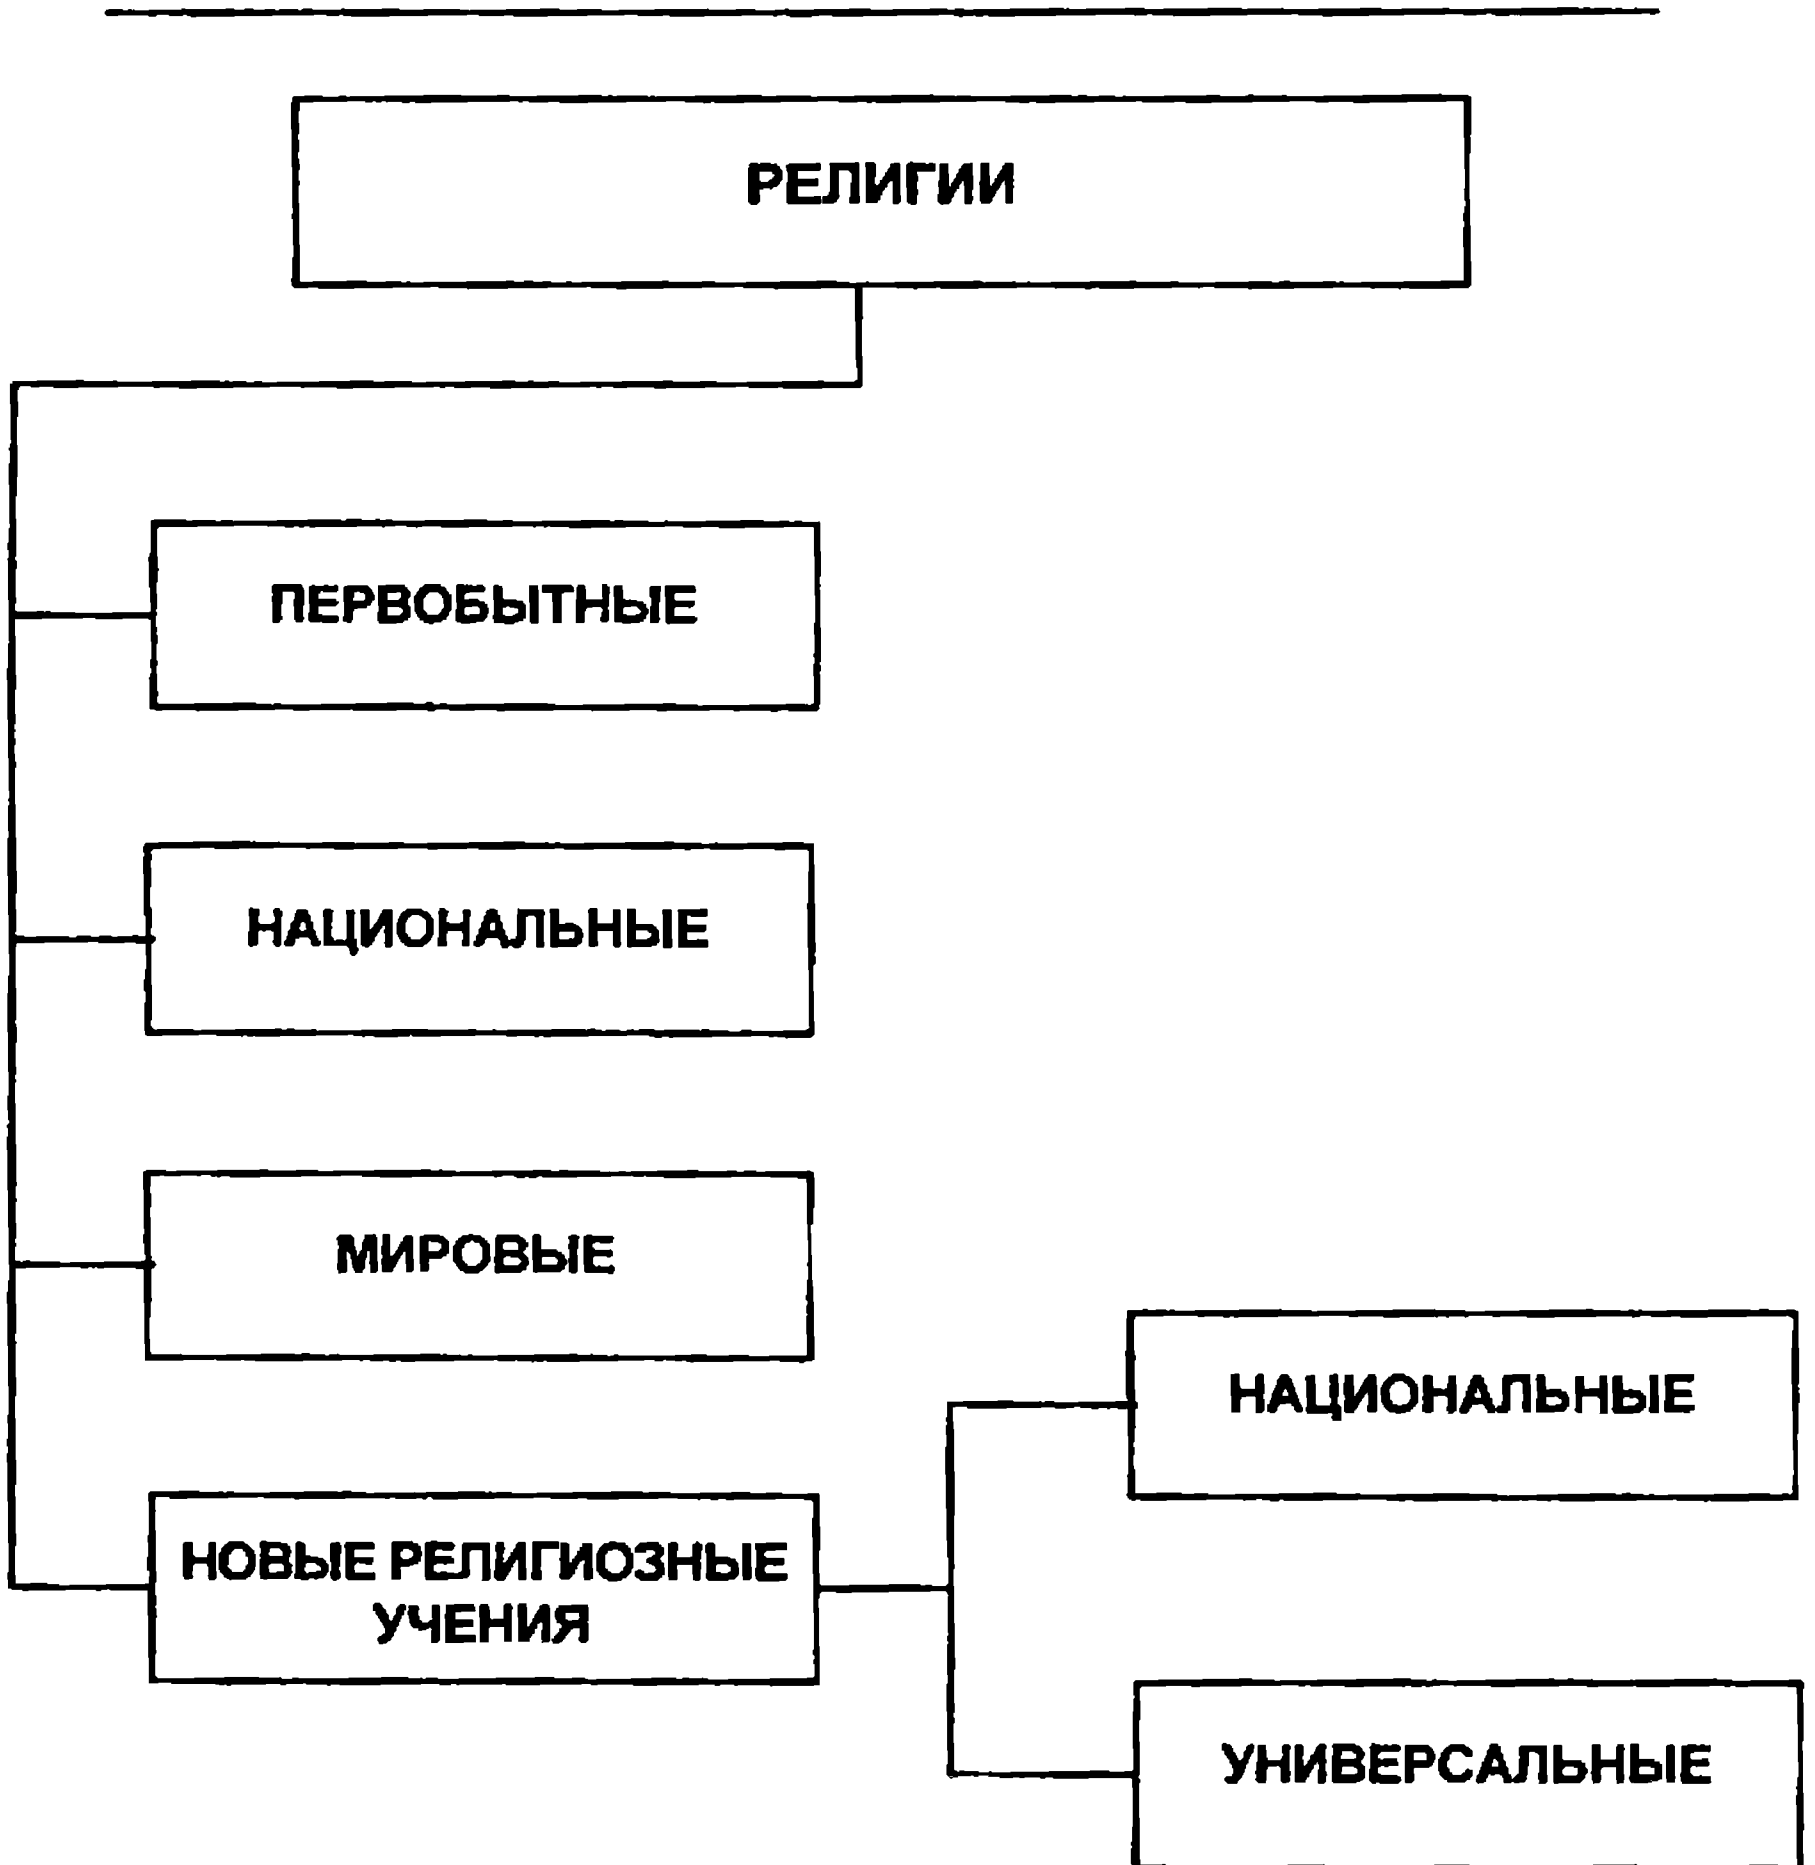 РЕЛИГИИ
ПЕРВОБЫТНЫЕ
НАЦИОНАЛЬНЫЕ
МИРОВЫЕ
НОВЫЕ РЕЛИГИОЗНЫЕ
УЧЕНИЯ
НАЦИОНАЛЬНЫЕ
УНИВЕРСАЛЬНЫЕ